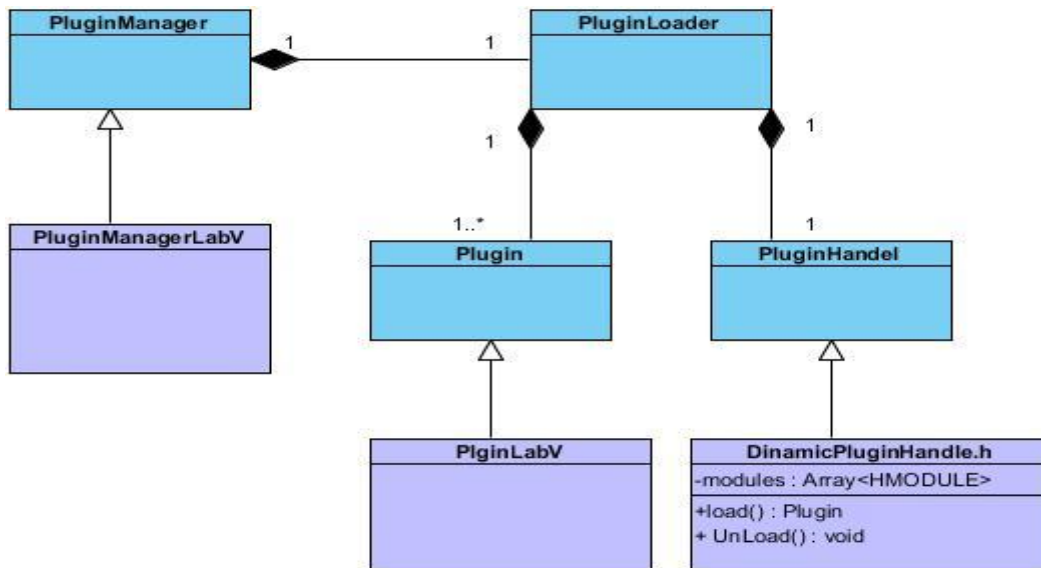 PluginManager
PluginLoader
1
1
1
1
PluginManagerLabV
1..*
1
Plugin
PluginHandel
PlginLabV
DinamicPluginHandle.h
-modules : Array<HMODULE>
+load() : Plugin
+ UnLoad() : void